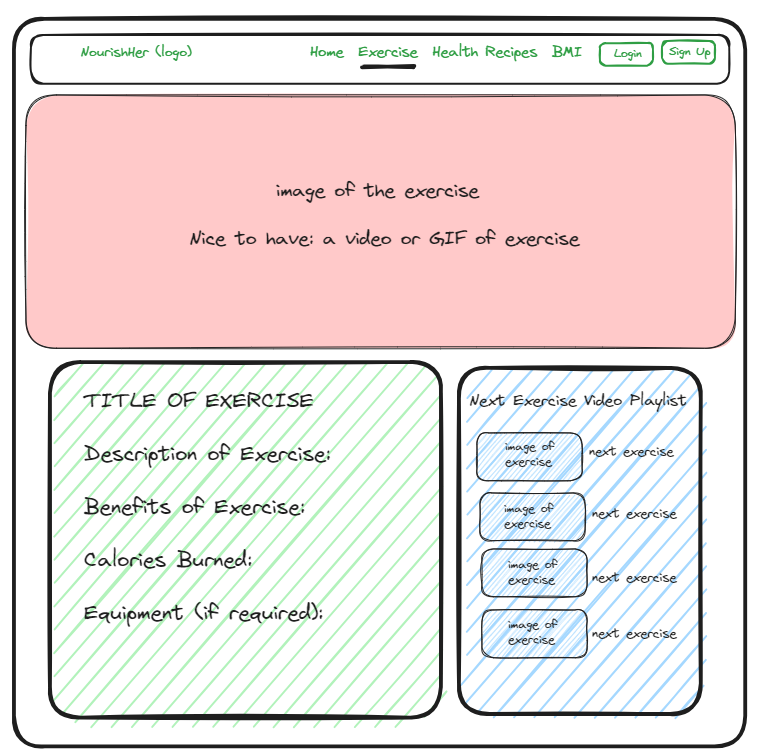 NourishHer (logo) Home Exercise Health Recipes BMI Login Sign Up
image of the exercise
Nice to have: a video or GIF of exercise
TITLE OF EXERCISE
Description of Exercise:
Benefits of Exercise:
Calories Burned:
Equipment (if required):
Next Exercise Video Playlist
image of
exercise
next exercise
image of
exercise
next exercise
image of
exercise
next exercise
image of
exercise
next exercise